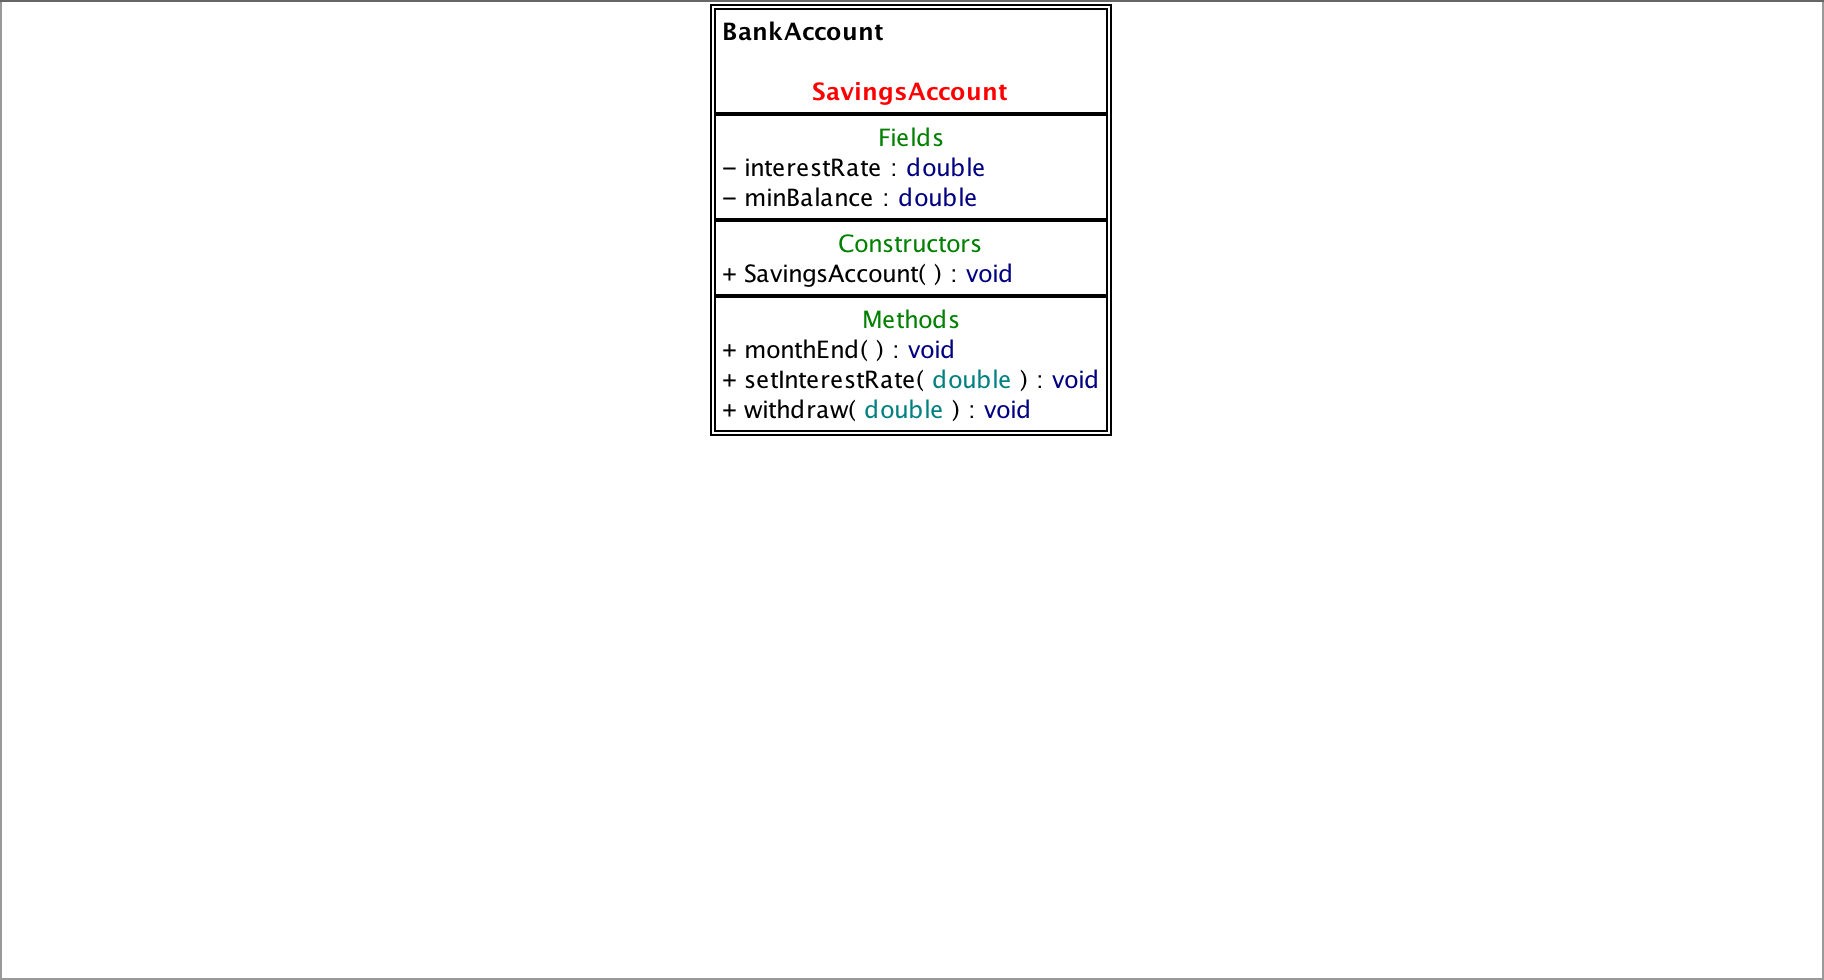 BankAccount
SavingsAccount
Fields
– interestRate : double
– minBalance : double
Constructors
+ SavingsAccount( ) : void
Methods
+ monthEnd( ) : void
+ setInterestRate( double ) : void
+ withdraw( double ) : void